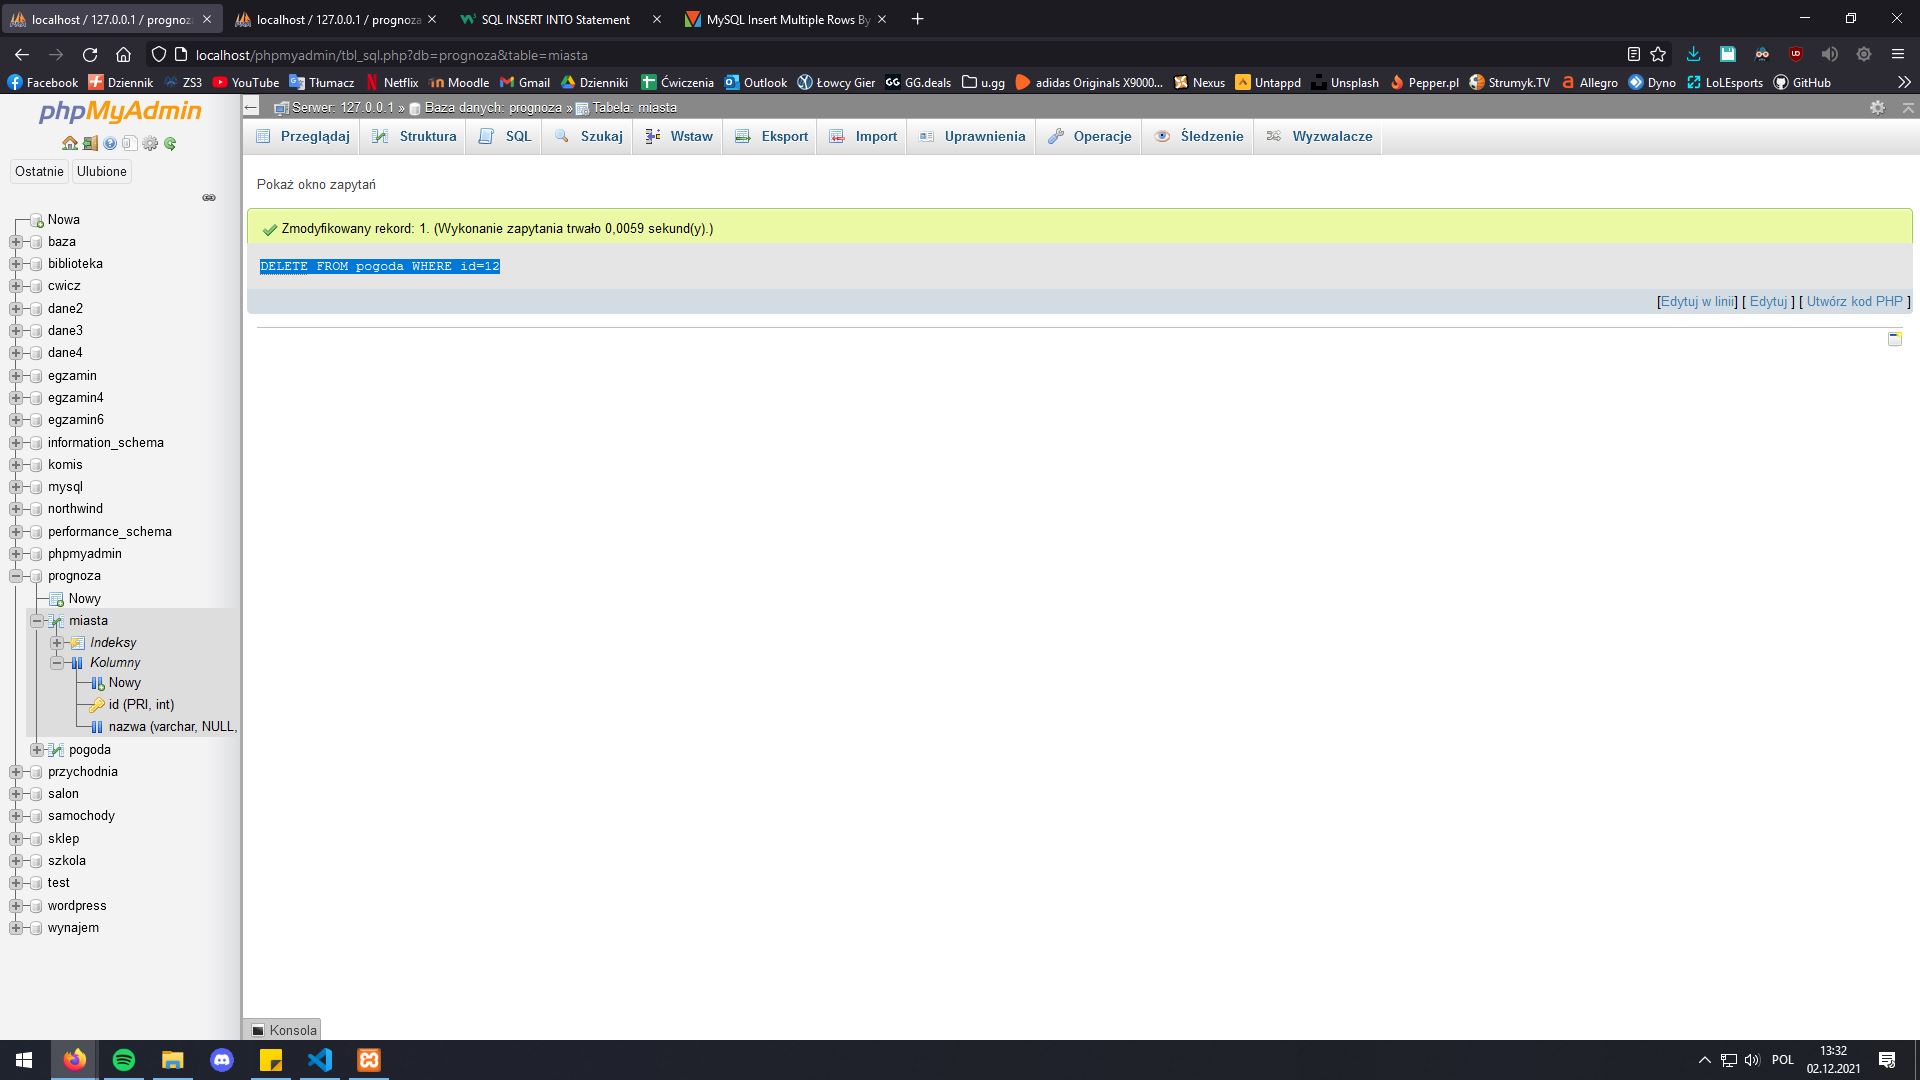 localhost / 127.0.0.1 / prognoza
localhost / 127.0.0.1 / prognoza
SQL INSERT INTO Statement
MySQL Insert Multiple Rows By
localhost/phpmyadmin/tbl_sql.php?db=prognoza&table=miasta
Facebook Dziennik ZS3 YouTube Tłumacz Netflix Moodle Gmail Dzienniki Ćwiczenia Outlook Łowcy Gier GG.deals u.gg adidas Originals X9000... Nexus Untappd Unsplash Pepper.pl Strumyk.TV Allegro Dyno LoLEsports GitHub
phpMyAdmin
Ostatnie Ulubione
Nowa
baza
biblioteka
cwicz
dane2
dane3
dane4
egzamin
egzamin4
egzamin6
information_schema
komis
mysql
northwind
performance_schema
phpmyadmin
prognoza
Nowy
miasta
Indeksy
Kolumny
Nowy
id (PRI, int)
nazwa (varchar, NULL,
pogoda
przychodnia
salon
samochody
sklep
szkola
test
wordpress
wynajem
Serwer: 127.0.0.1 » Baza danych: prognoza » Tabela: miasta
Przeglądaj Struktura SQL Szukaj Wstaw Eksport Import Uprawnienia Operacje Śledzenie Wyzwalacze
Pokaż okno zapytań
Zmodyfikowany rekord: 1. (Wykonanie zapytania trwało 0,0059 sekund(y).)
DELETE FROM pogoda WHERE id=12
[Edytuj w linii] [ Edytuj ] [ Utwórz kod PHP ]
Konsola
POL
13:32
02.12.2021